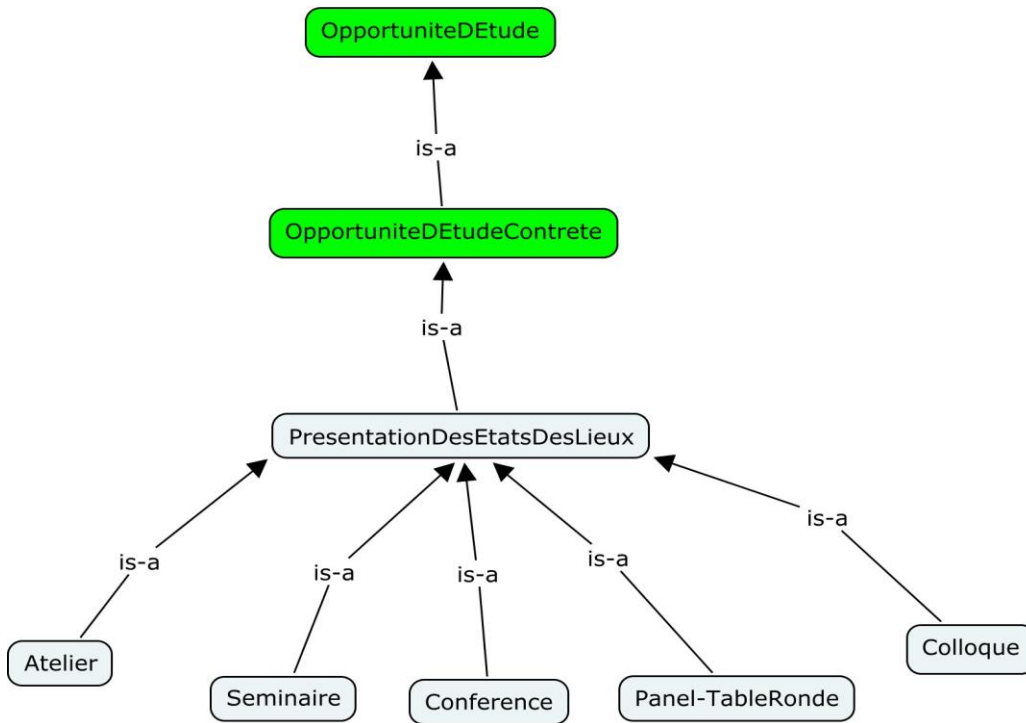 OpportuniteDEtude
is-a
OpportuniteDEtudeContrete
is-a
PresentationDesEtatsDesLieux
is-a
is-a
is-a
is-a
is-a
Atelier
Seminaire
Conference
Panel-TableRonde
Colloque